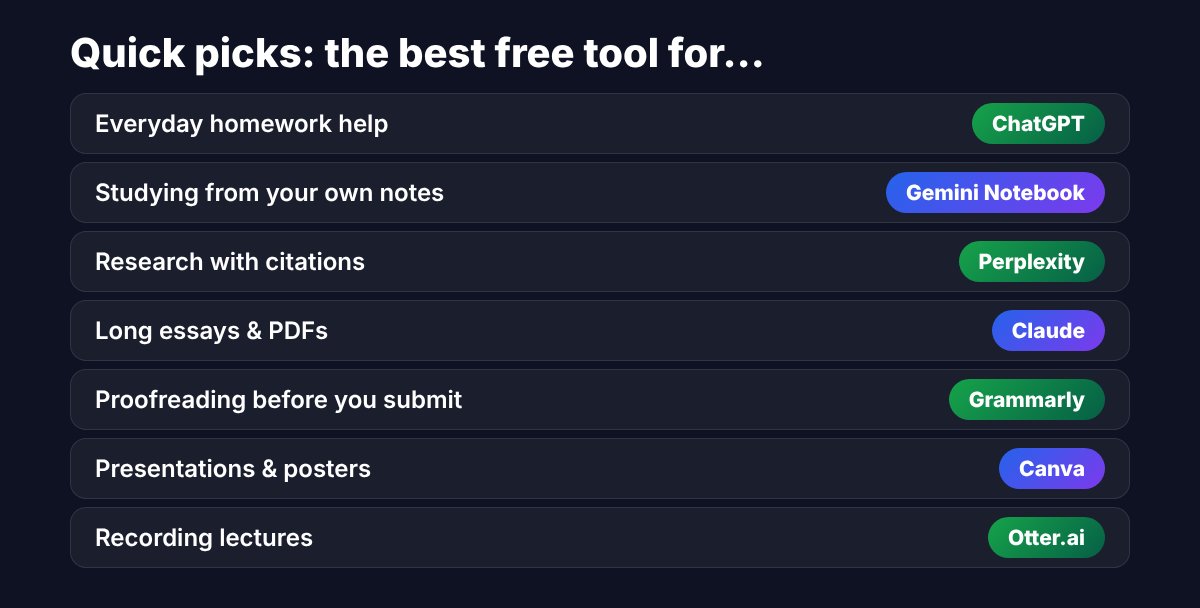 Quick picks: the best free tool for...
Everyday homework help ChatGPT
Studying from your own notes Gemini Notebook
Research with citations Perplexity
Long essays & PDFs Claude
Proofreading before you submit Grammarly
Presentations & posters Canva
Recording lectures Otter.ai